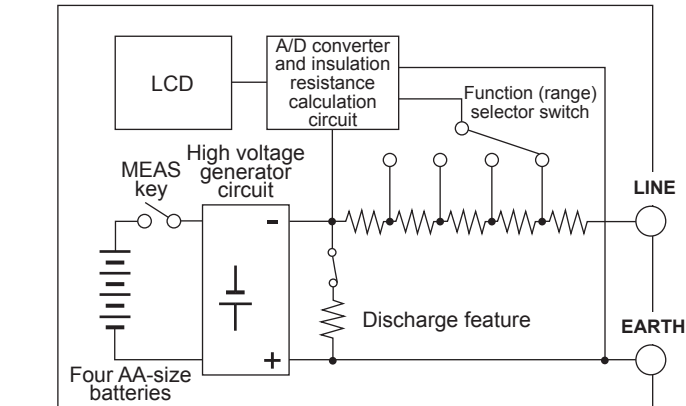 LCD
A/D converter
and insulation
resistance
calculation
circuit
Function (range)
selector switch
MEAS
key
High voltage
generator
circuit
-
+
LINE
Discharge feature
EARTH
Four AA-size
batteries